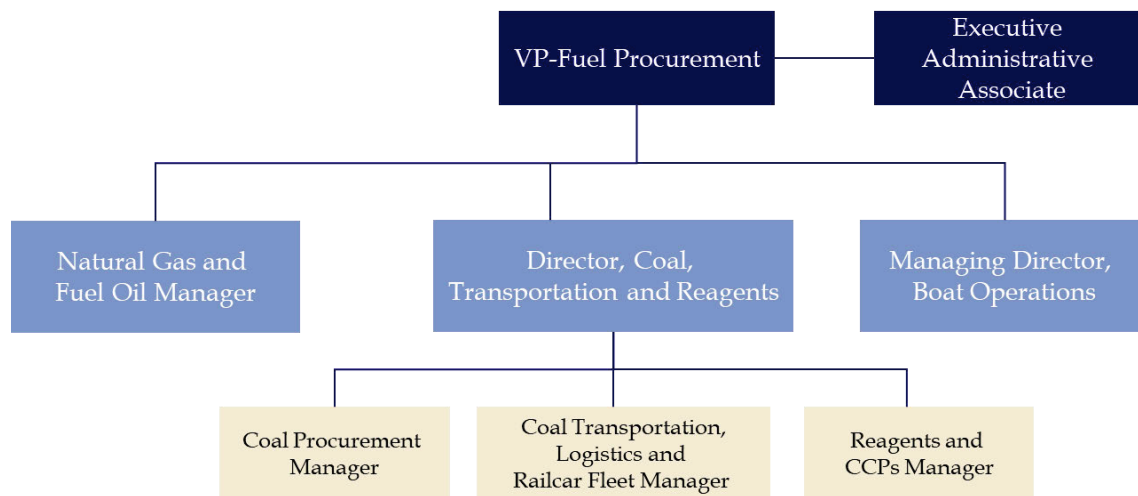 VP-Fuel Procurement
Executive
Administrative
Associate
Natural Gas and
Fuel Oil Manager
Director, Coal,
Transportation and Reagents
Managing Director,
Boat Operations
Coal Procurement
Manager
Coal Transportation,
Logistics and
Railcar Fleet Manager
Reagents and
CCPs Manager